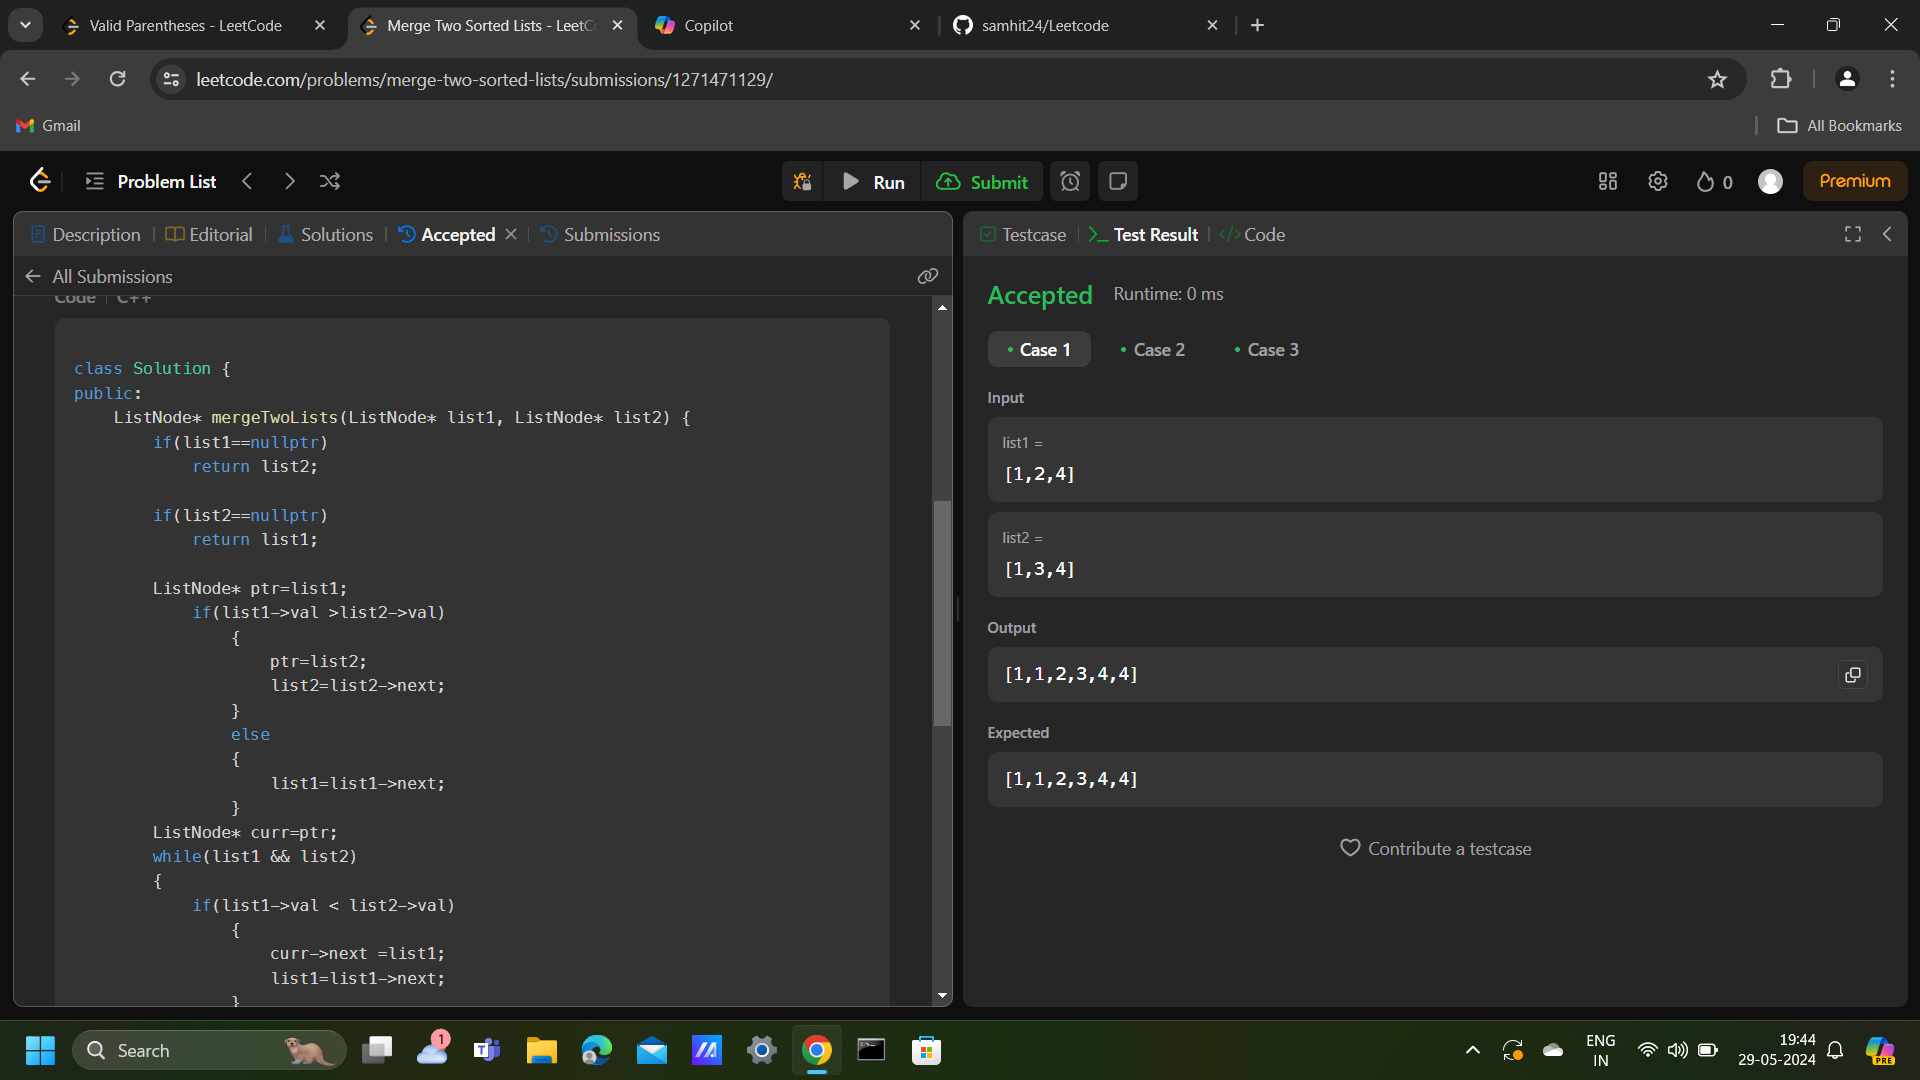 Valid Parentheses - LeetCode
Merge Two Sorted Lists - LeetC
Copilot
samhit24/Leetcode
leetcode.com/problems/merge-two-sorted-lists/submissions/1271471129/
Gmail
All Bookmarks
Problem List
Run
Submit
0
Premium
Description
Editorial
Solutions
Accepted
Submissions
All Submissions
Code | C++
class Solution {
public:
ListNode* mergeTwoLists(ListNode* list1, ListNode* list2) {
if(list1==nullptr)
return list2;
if(list2==nullptr)
return list1;
ListNode* ptr=list1;
if(list1->val >list2->val)
{
ptr=list2;
list2=list2->next;
}
else
{
list1=list1->next;
}
ListNode* curr=ptr;
while(list1 && list2)
{
if(list1->val < list2->val)
{
curr->next =list1;
list1=list1->next;
}
Testcase
>_ Test Result
</> Code
Accepted Runtime: 0 ms
• Case 1 • Case 2 • Case 3
Input
list1 =
[1,2,4]
list2 =
[1,3,4]
Output
[1,1,2,3,4,4]
Expected
[1,1,2,3,4,4]
Contribute a testcase
Search
1
ENG
IN
19:44
29-05-2024
PRE